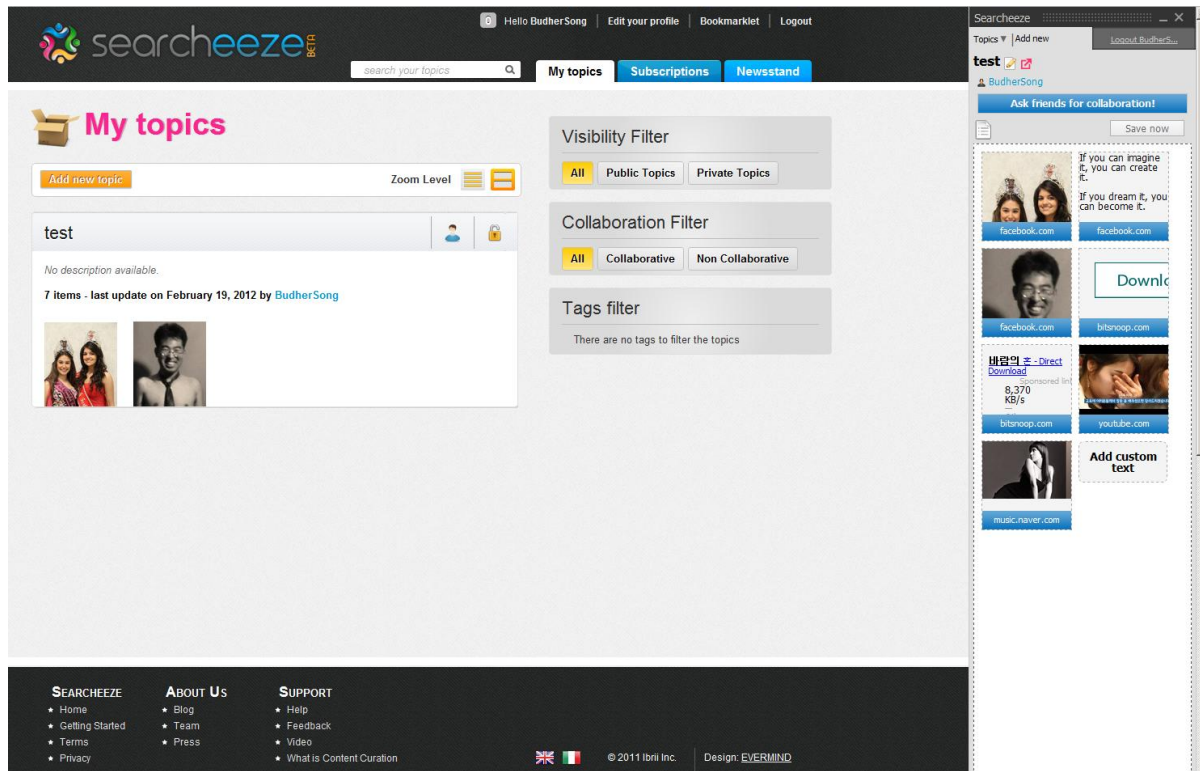 searcheeze BETA
0 Hello BudherSong Edit your profile Bookmarklet Logout
search your topics
My topics Subscriptions Newsstand
My topics
Add new topic
Zoom Level
test
No description available.
7 items - last update on February 19, 2012 by BudherSong
Visibility Filter
All Public Topics Private Topics
Collaboration Filter
All Collaborative Non Collaborative
Tags filter
There are no tags to filter the topics
SEARCHEEZE
Home
Getting Started
Terms
Privacy
ABOUT US
Blog
Team
Press
SUPPORT
Help
Feedback
Video
What is Content Curation
© 2011 Ibrii Inc. Design: EVERMIND
Searcheeze
Topics ▼ Add new Logout BudherS...
test
BudherSong
Ask friends for collaboration!
Save now
facebook.com
If you can imagine
it, you can create
it.
If you dream it, you
can become it.
facebook.com
facebook.com
Downlo
bitsnoop.com
바람의 혼 - Direct
Download
Sponsored lin
8,370
KB/s
bitsnoop.com
youtube.com
music.naver.com
Add custom
text